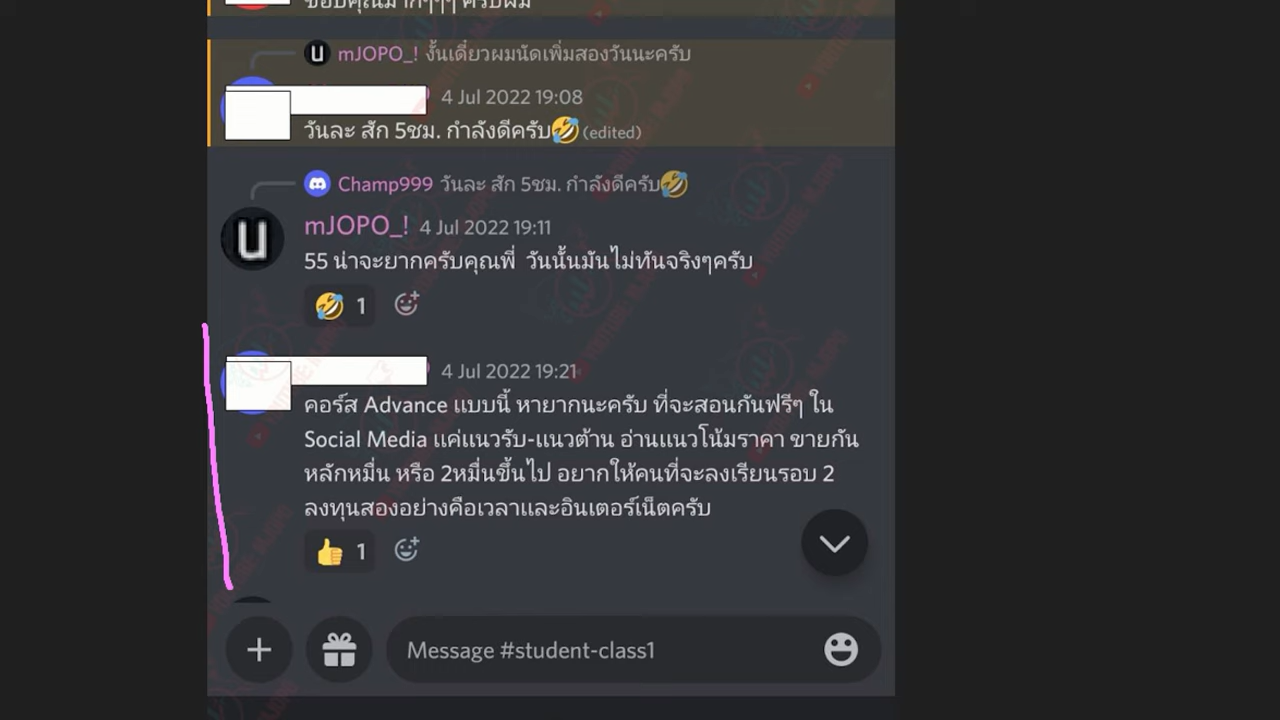 ขอบคุณมากๆๆๆ ครับผม
mJOPO_! งั้นเดี๋ยวผมนัดเพิ่มสองวันนะครับ
4 Jul 2022 19:08
วันละ สัก 5ชม. กำลังดีครับ🤣 (edited)
Champ999 วันละ สัก 5ชม. กำลังดีครับ🤣
mJOPO_! 4 Jul 2022 19:11
55 น่าจะยากครับคุณพี่ วันนั้นมันไม่ทันจริงๆครับ
🤣 1
4 Jul 2022 19:21
คอร์ส Advance แบบนี้ หายากนะครับ ที่จะสอนกันฟรีๆ ใน
Social Media แค่แนวรับ-แนวต้าน อ่านแนวโน้มราคา ขายกัน
หลักหมื่น หรือ 2หมื่นขึ้นไป อยากให้คนที่จะลงเรียนรอบ 2
ลงทุนสองอย่างคือเวลาและอินเตอร์เน็ตครับ
👍 1
Message #student-class1